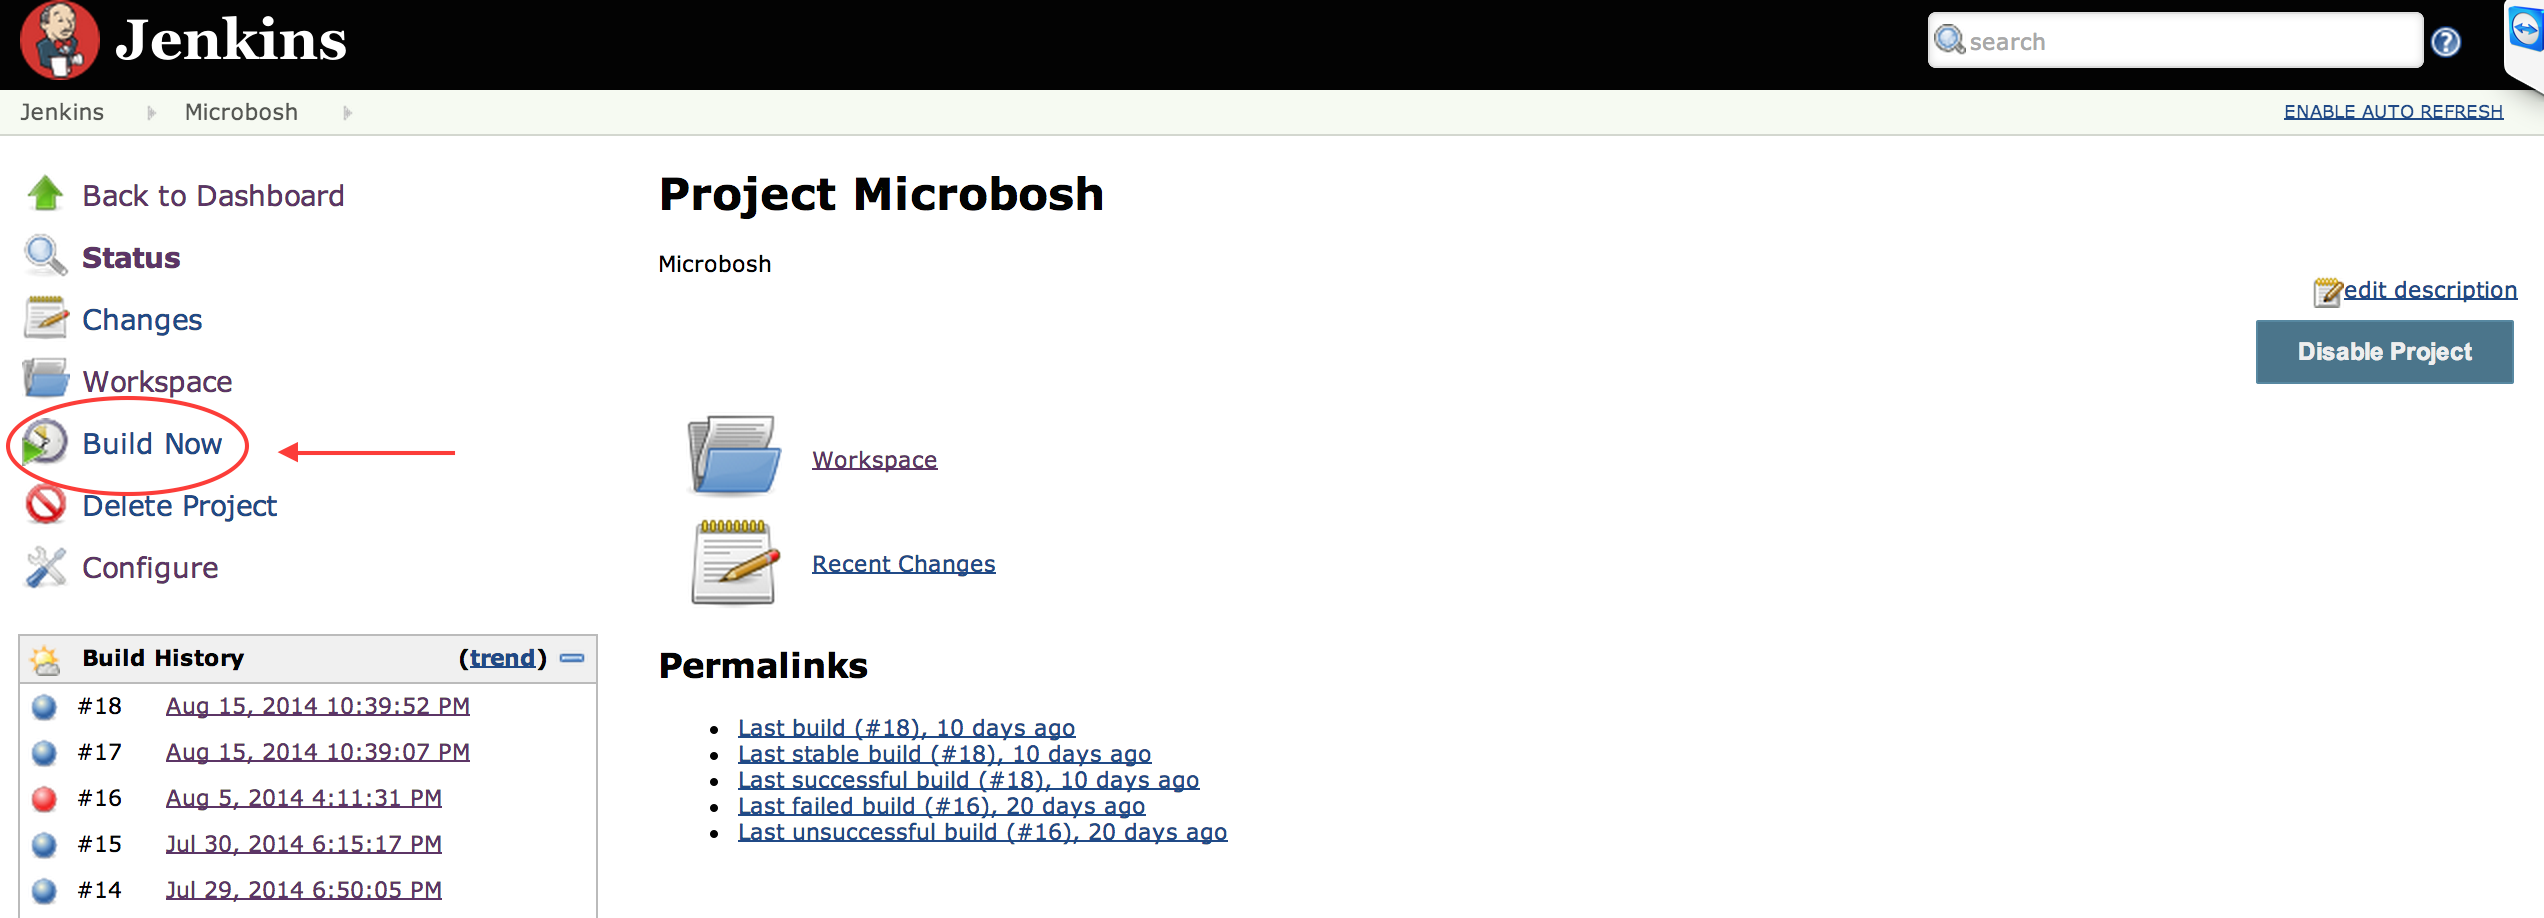 Jenkins
search
Jenkins
Microbosh
ENABLE AUTO REFRESH
Back to Dashboard
Status
Changes
Workspace
Build Now
Delete Project
Configure
Build History (trend)
#18 Aug 15, 2014 10:39:52 PM
#17 Aug 15, 2014 10:39:07 PM
#16 Aug 5, 2014 4:11:31 PM
#15 Jul 30, 2014 6:15:17 PM
#14 Jul 29, 2014 6:50:05 PM
Project Microbosh
Microbosh
edit description
Disable Project
Workspace
Recent Changes
Permalinks
Last build (#18), 10 days ago
Last stable build (#18), 10 days ago
Last successful build (#18), 10 days ago
Last failed build (#16), 20 days ago
Last unsuccessful build (#16), 20 days ago